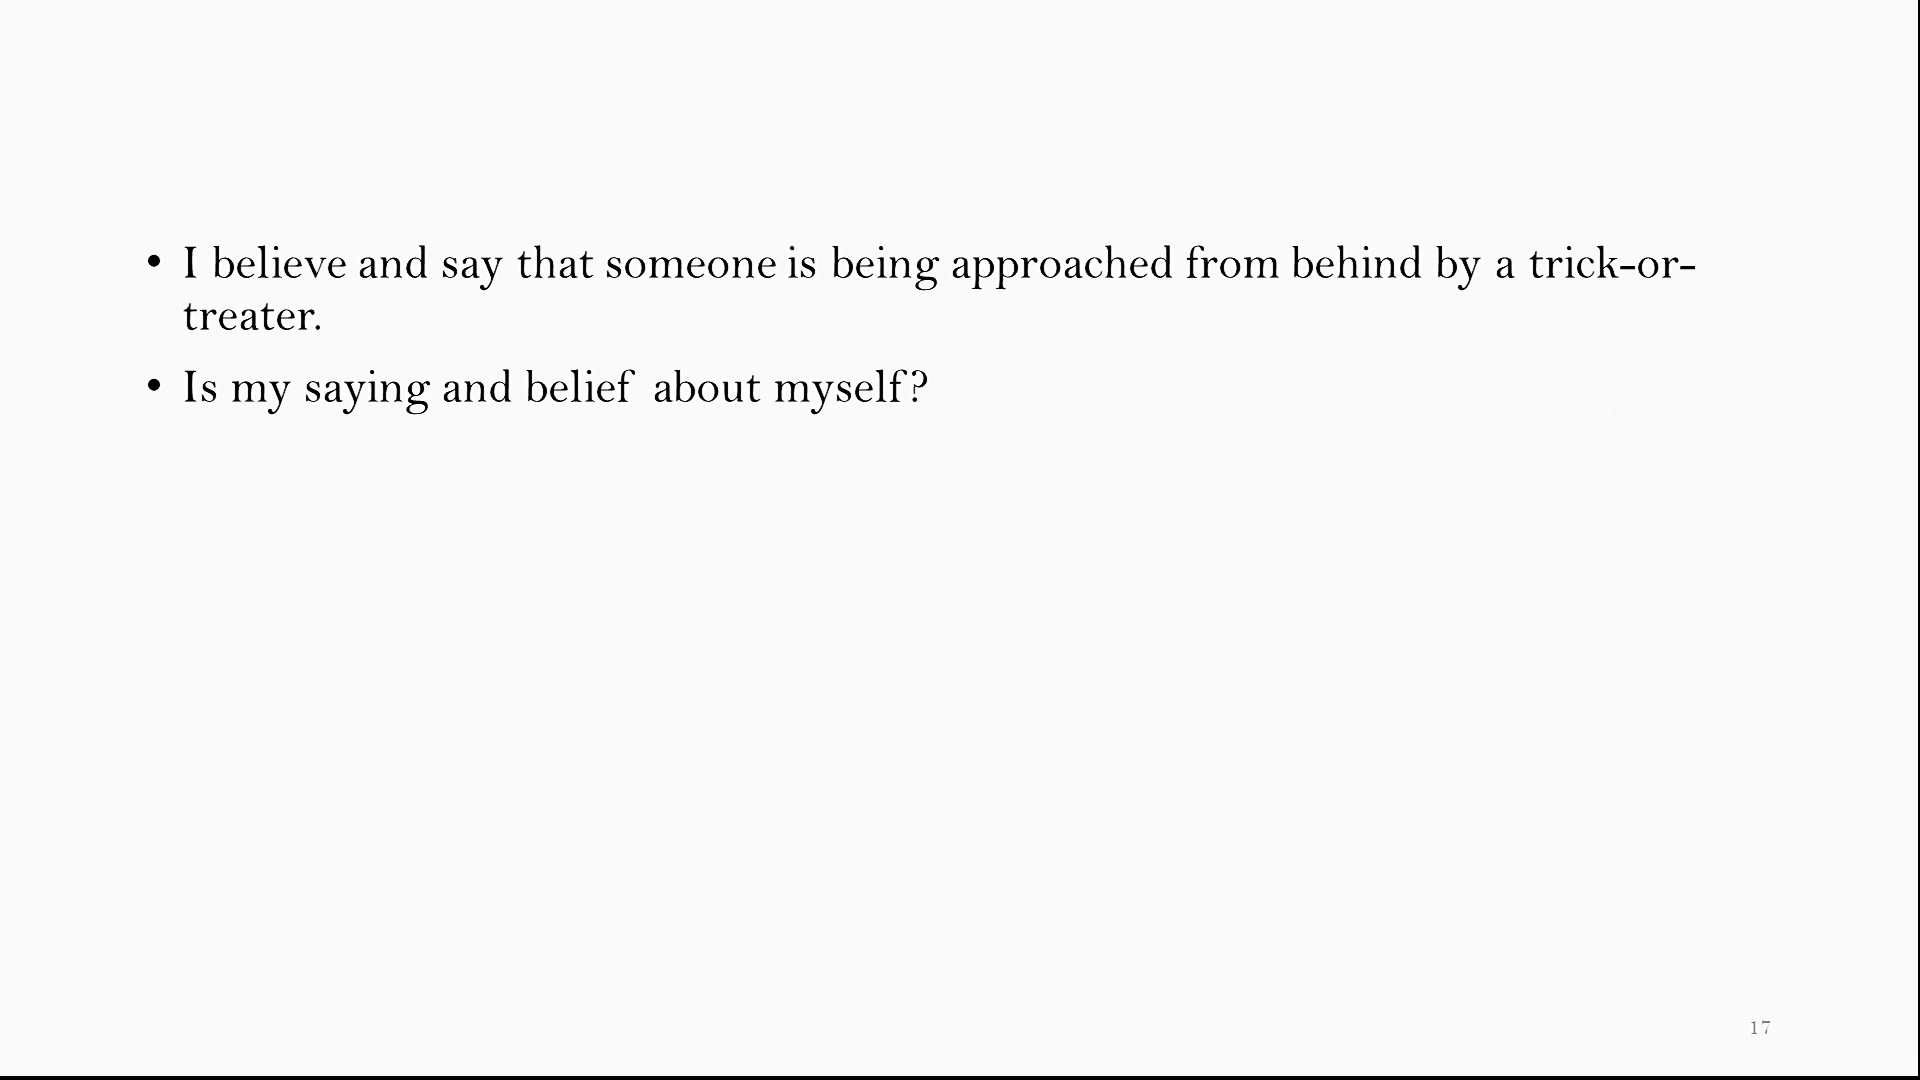 • I believe and say that someone is being approached from behind by a trick-or-
treater.
• Is my saying and belief about myself?
17